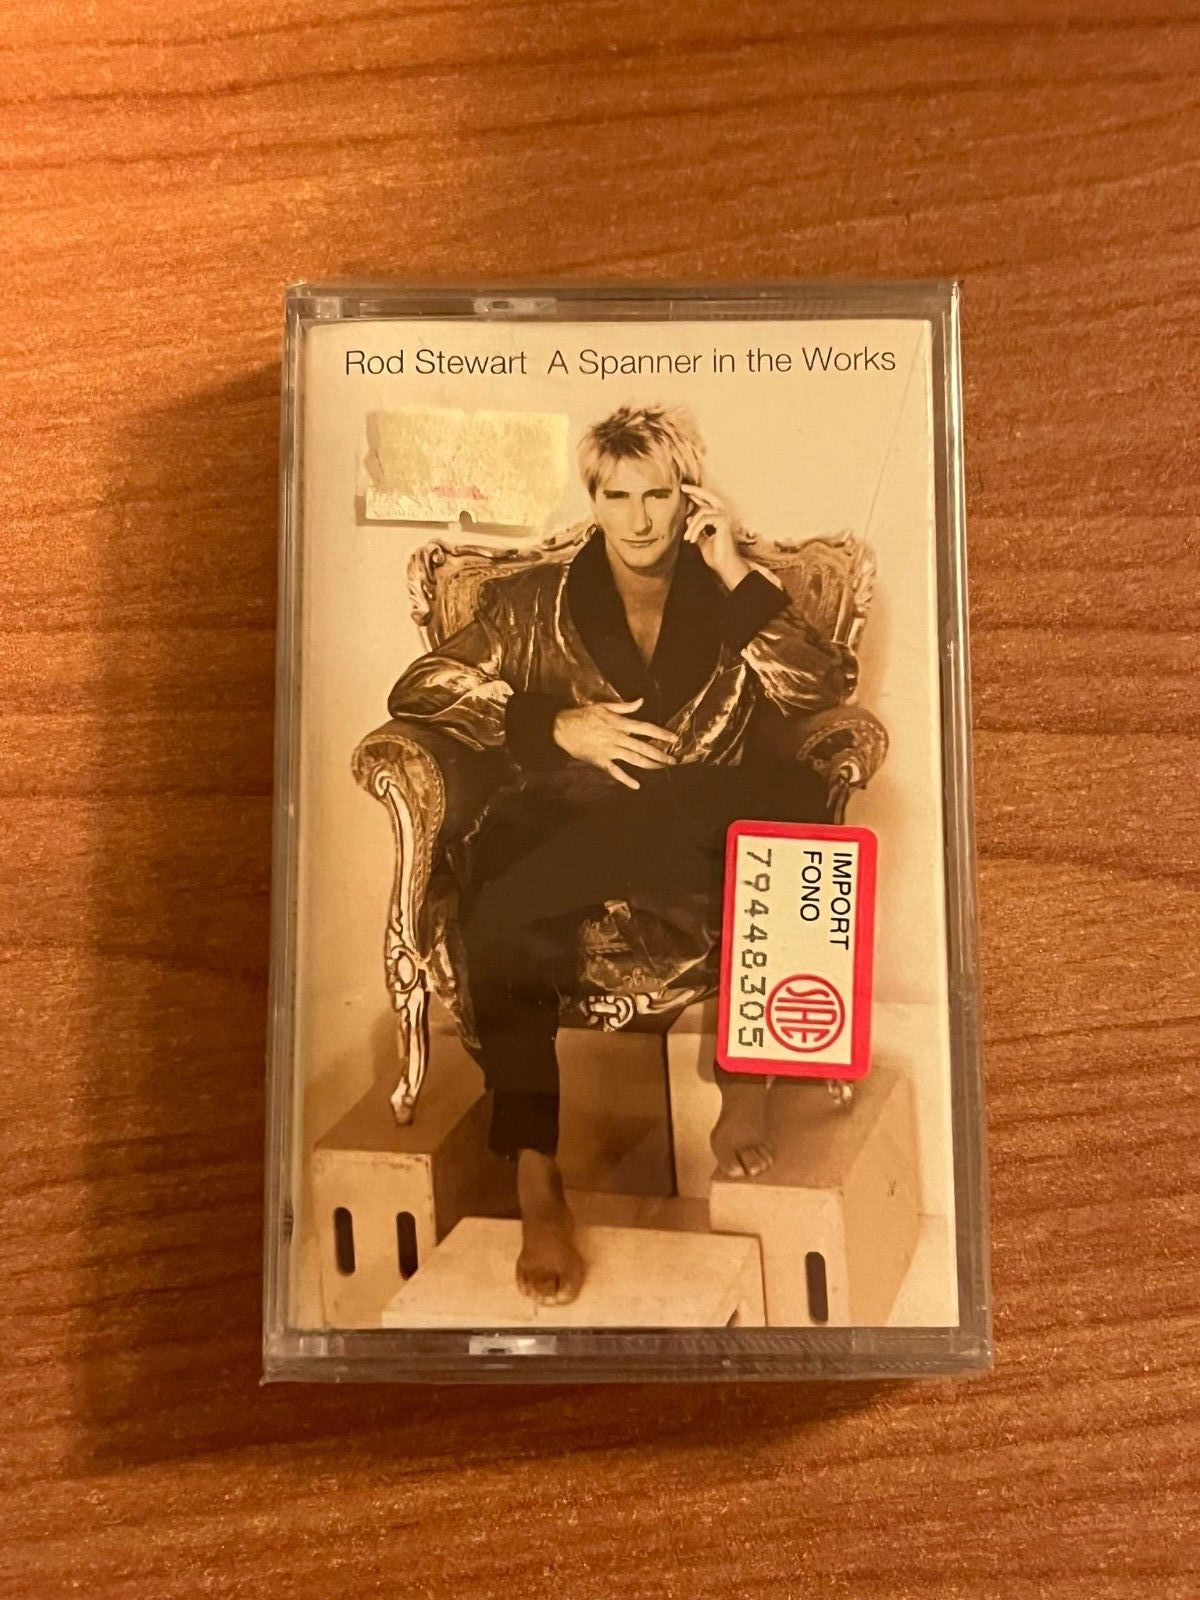 Rod Stewart A Spanner in the Works
IMPORT
FONO
SIAE
79448305